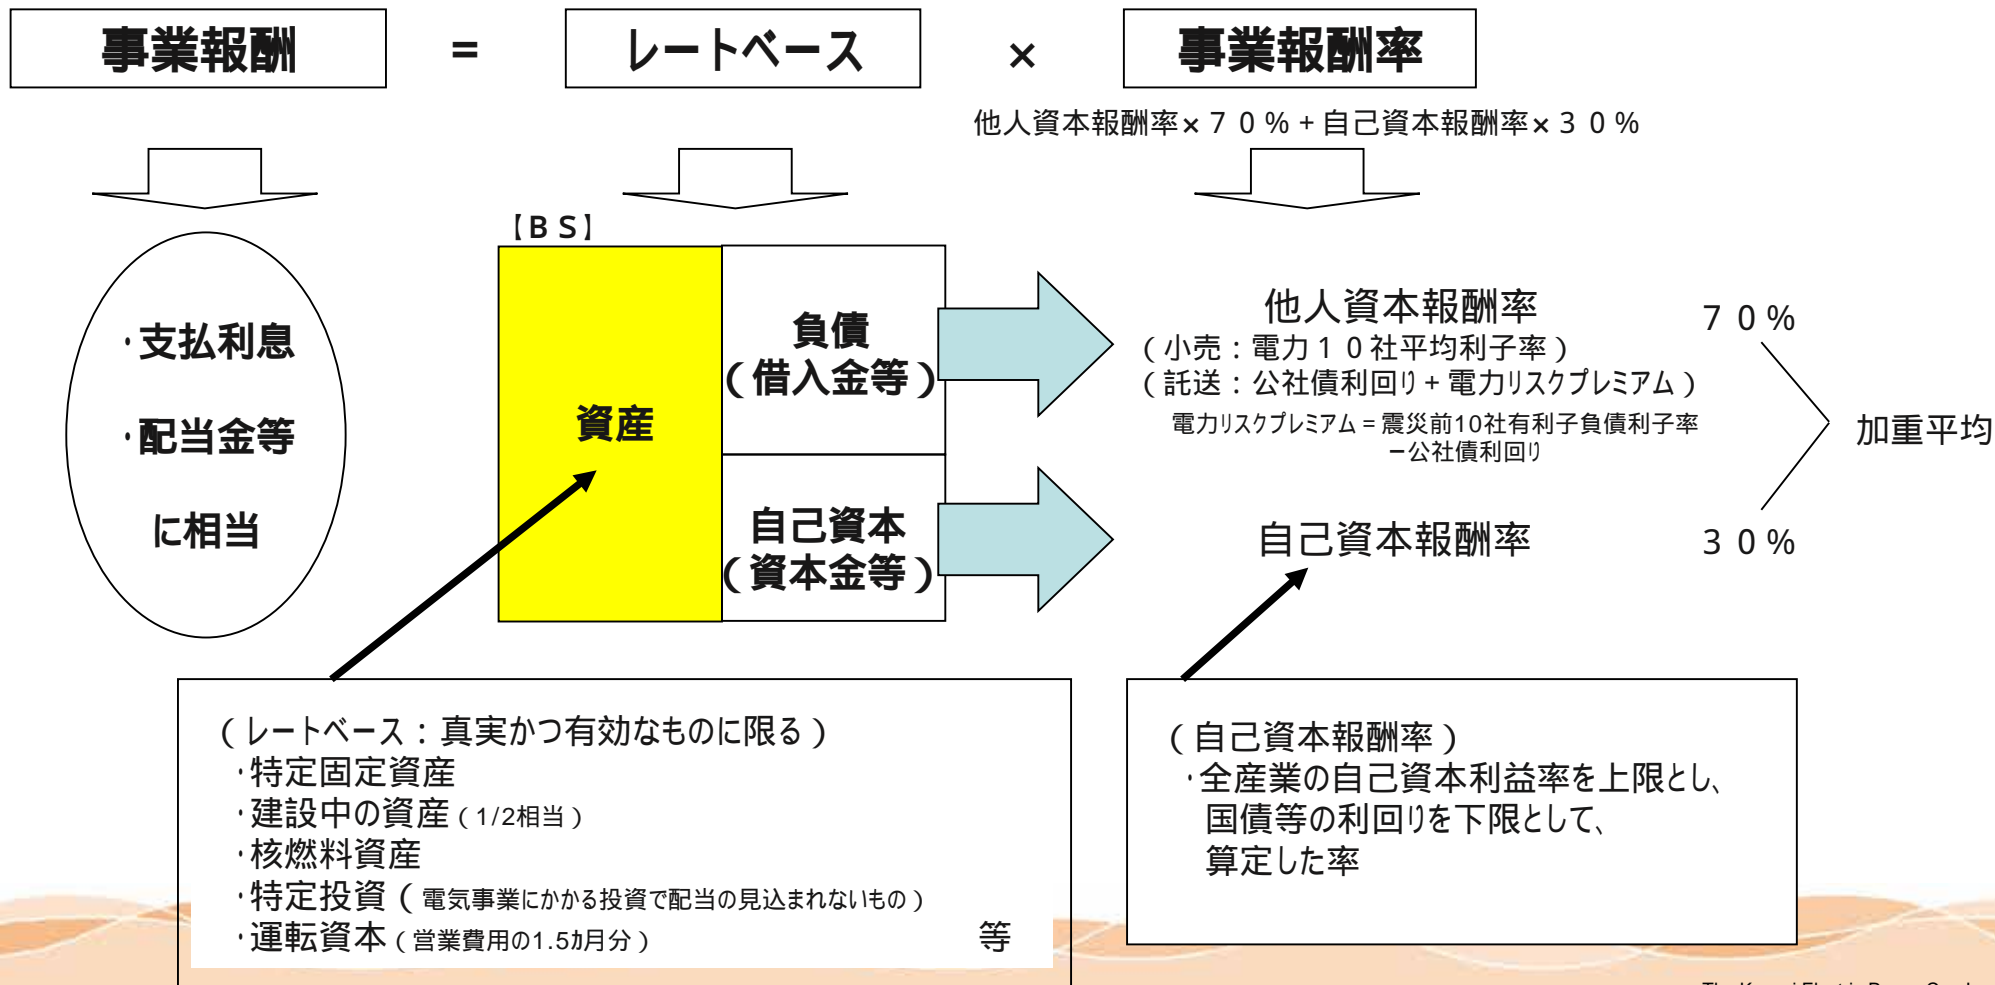 事業報酬 = レートベース × 事業報酬率
他人資本報酬率×70%+自己資本報酬率×30%
【BS】
・支払利息
・配当金等
に相当
資産
負債
(借入金等)
自己資本
(資本金等)
他人資本報酬率 70%
(小売:電力10社平均利子率)
(託送:公社債利回り+電力リスクプレミアム)
電力リスクプレミアム=震災前10社有利子負債利子率
ー公社債利回り
加重平均
自己資本報酬率 30%
(レートベース:真実かつ有効なものに限る)
・特定固定資産
・建設中の資産(1/2相当)
・核燃料資産
・特定投資(電気事業にかかる投資で配当の見込まれないもの)
・運転資本(営業費用の1.5ヵ月分) 等
(自己資本報酬率)
・全産業の自己資本利益率を上限とし、
国債等の利回りを下限として、
算定した率